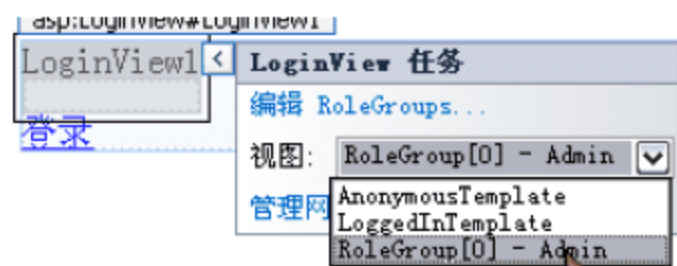 asp:LoginView#LoginView1
LoginView1
LoginView 任务
编辑 RoleGroups...
登录
视图: RoleGroup[0] - Admin
管理网
AnonymousTemplate
LoggedInTemplate
RoleGroup[0] - Admin